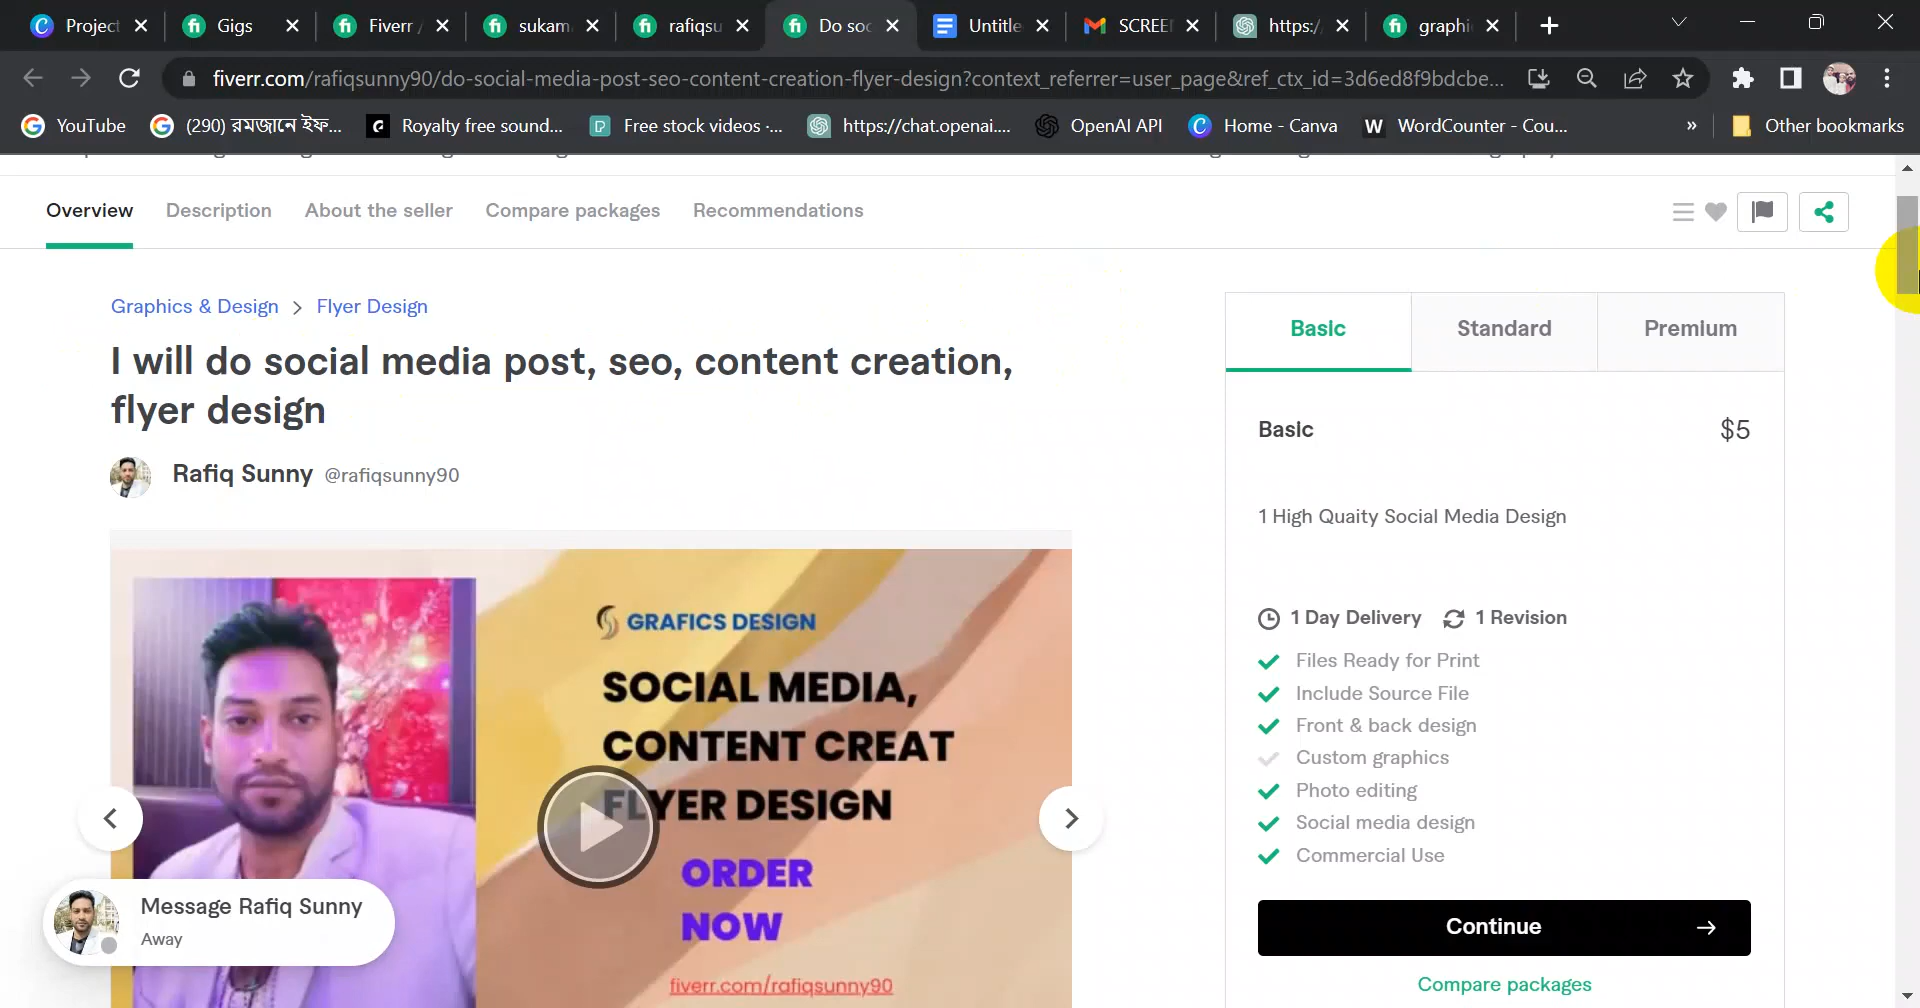 Project
Gigs
Fiverr /
sukam
rafiqsu
Do soc
Untitle
SCREE
https:/
graphi
fiverr.com/rafiqsunny90/do-social-media-post-seo-content-creation-flyer-design?context_referrer=user_page&ref_ctx_id=3d6ed8f9bdcbe...
YouTube
(290) রমজানে ইফ...
Royalty free sound...
Free stock videos ·...
https://chat.openai....
OpenAI API
Home - Canva
WordCounter - Cou...
»
Other bookmarks
Overview
Description
About the seller
Compare packages
Recommendations
Graphics & Design > Flyer Design
I will do social media post, seo, content creation,
flyer design
Rafiq Sunny @rafiqsunny90
GRAFICS DESIGN
SOCIAL MEDIA,
CONTENT CREAT
FLYER DESIGN
ORDER
NOW
fiverr.com/rafiqsunny90
Message Rafiq Sunny
Away
Basic
Standard
Premium
Basic
$5
1 High Quaity Social Media Design
1 Day Delivery
1 Revision
Files Ready for Print
Include Source File
Front & back design
Custom graphics
Photo editing
Social media design
Commercial Use
Continue
Compare packages